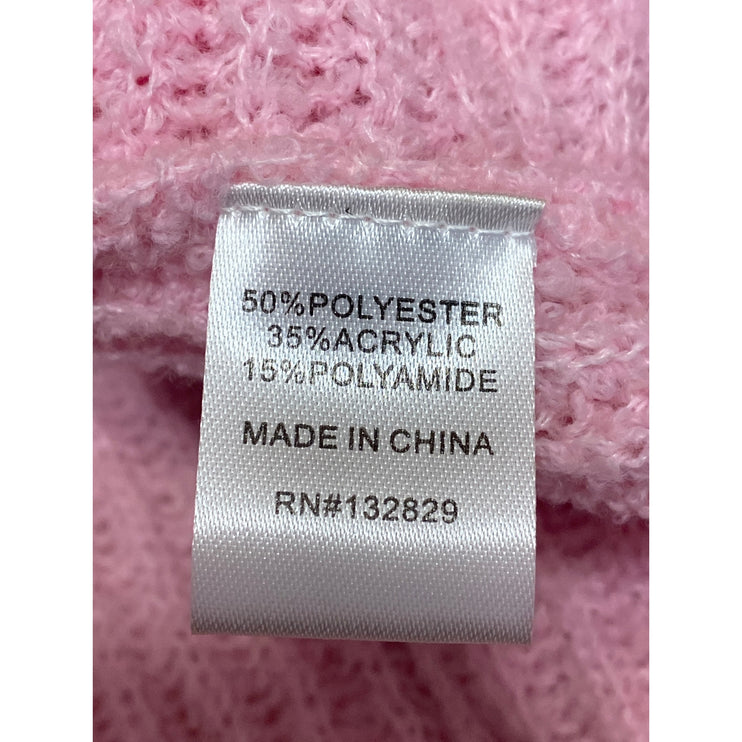 50%POLYESTER
35%ACRYLIC
15%POLYAMIDE
MADE IN CHINA
RN#132829